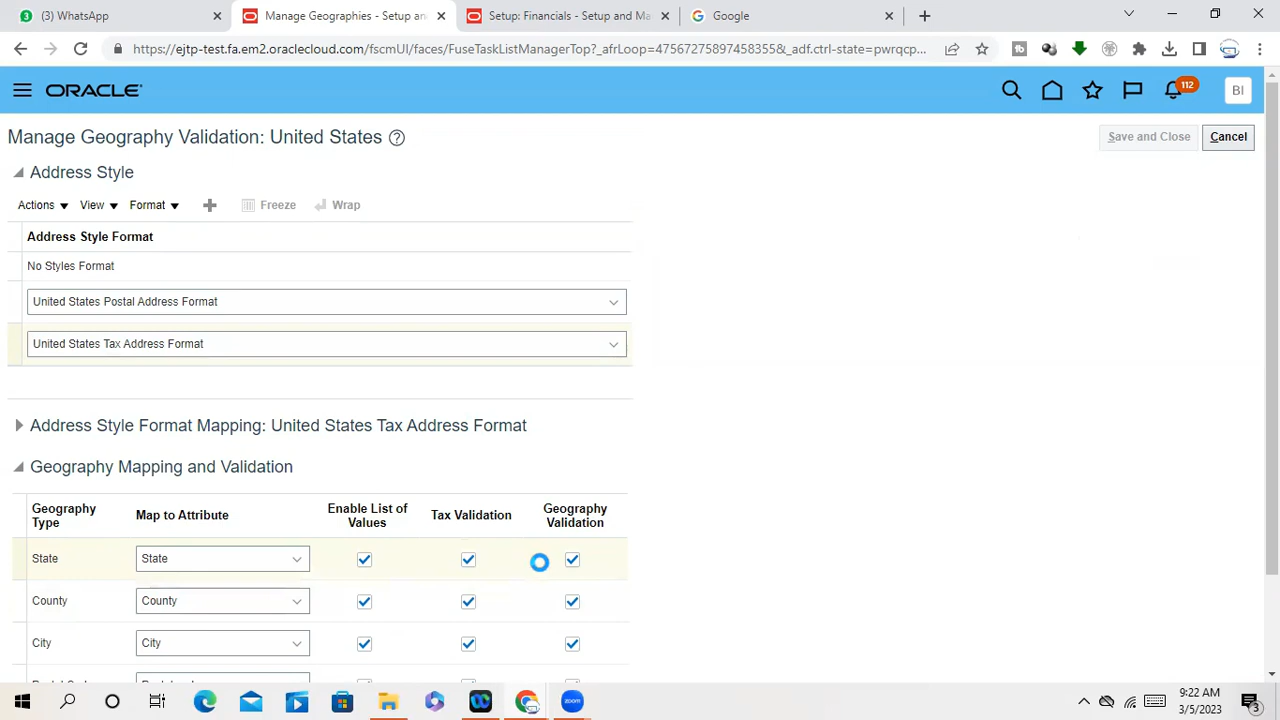 3
(3) WhatsApp
Manage Geographies - Setup and
Setup: Financials - Setup and Ma
Google
https://ejtp-test.fa.em2.oraclecloud.com/fscmUI/faces/FuseTaskListManagerTop?_afrLoop=47567275897458355&_adf.ctrl-state=pwrqcp...
ORACLE
112
BI
Manage Geography Validation: United States
Save and Close
Cancel
Address Style
Actions
View
Format
Freeze
Wrap
Address Style Format
No Styles Format
United States Postal Address Format
United States Tax Address Format
Address Style Format Mapping: United States Tax Address Format
Geography Mapping and Validation
Geography Type
Map to Attribute
Enable List of Values
Tax Validation
Geography Validation
State
State
County
County
City
City
zoom
9:22 AM
3/5/2023
3